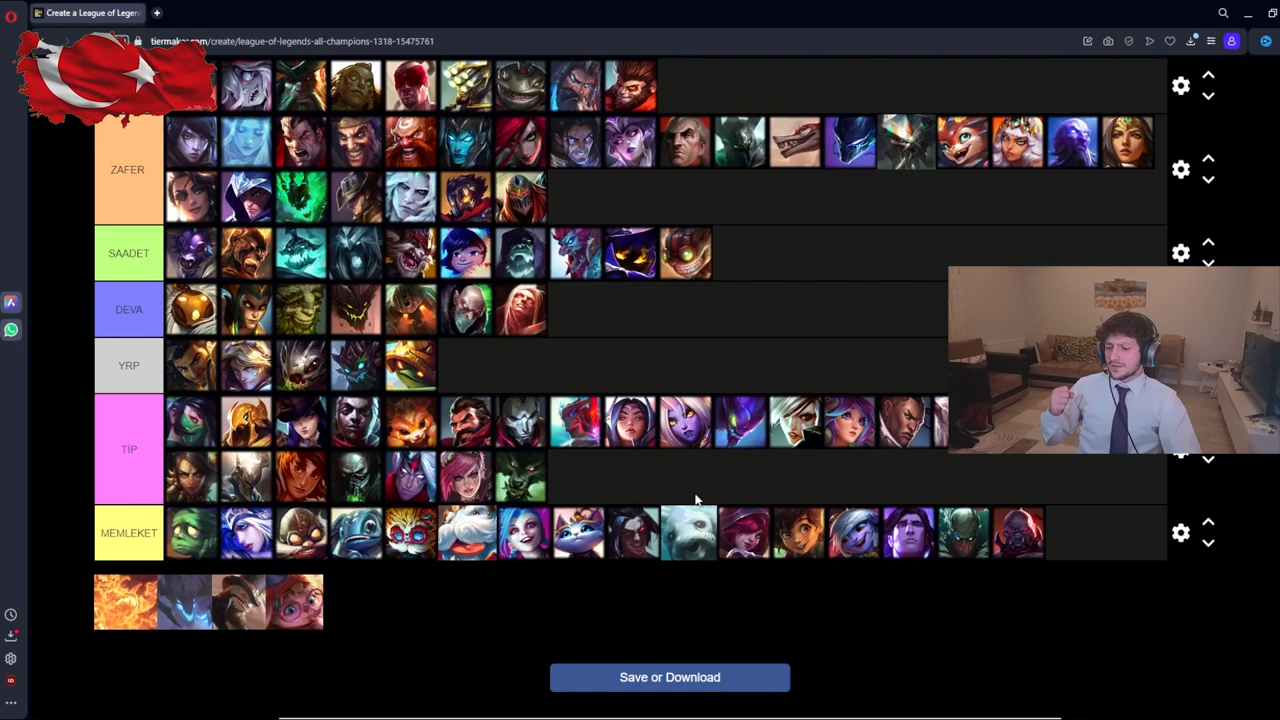 Create a League of Legen
tiermaker.com/create/league-of-legends-all-champions-1318-15475761
ZAFER
SAADET
DEVA
YRP
TİP
MEMLEKET
Save or Download